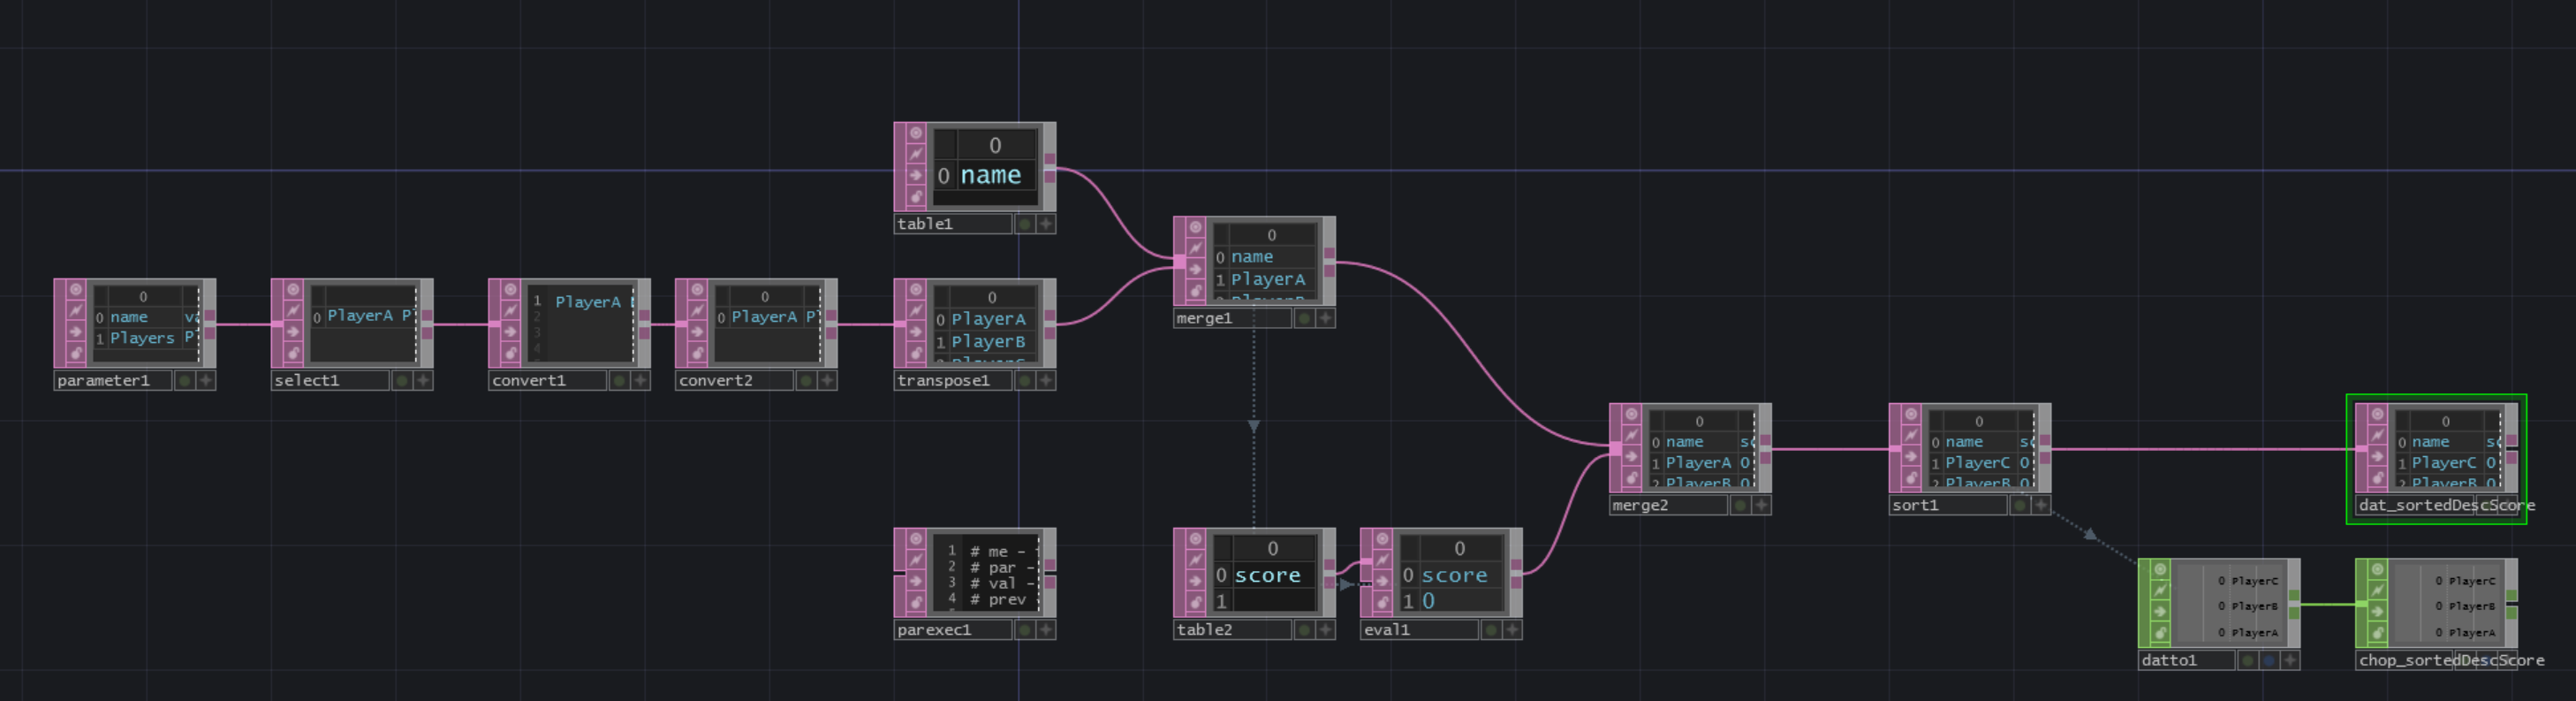 0
0 name
table1
0
0 name
1 PlayerA
merge1
0
0 name
1 Players
parameter1
0 PlayerA
select1
1 PlayerA
2
3
4
convert1
0
0 PlayerA
convert2
0
0 PlayerA
1 PlayerB
transpose1
0
0 name
1 PlayerA 0
2 PlayerB 0
merge2
0
0 name
1 PlayerC 0
2 PlayerB 0
sort1
0
0 name
1 PlayerC 0
2 PlayerB 0
dat_sortedDescScore
1 # me -
2 # par -
3 # val -
4 # prev
parexec1
0
0 score
1
table2
0
0 score
1 0
eval1
0 PlayerC
0 PlayerB
0 PlayerA
datto1
0 PlayerC
0 PlayerB
0 PlayerA
chop_sortedDescScore